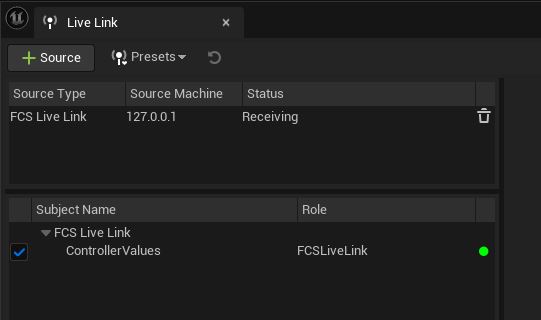 Live Link
Source Presets
Source Type Source Machine Status
FCS Live Link 127.0.0.1 Receiving
Subject Name Role
FCS Live Link
ControllerValues FCSLiveLink